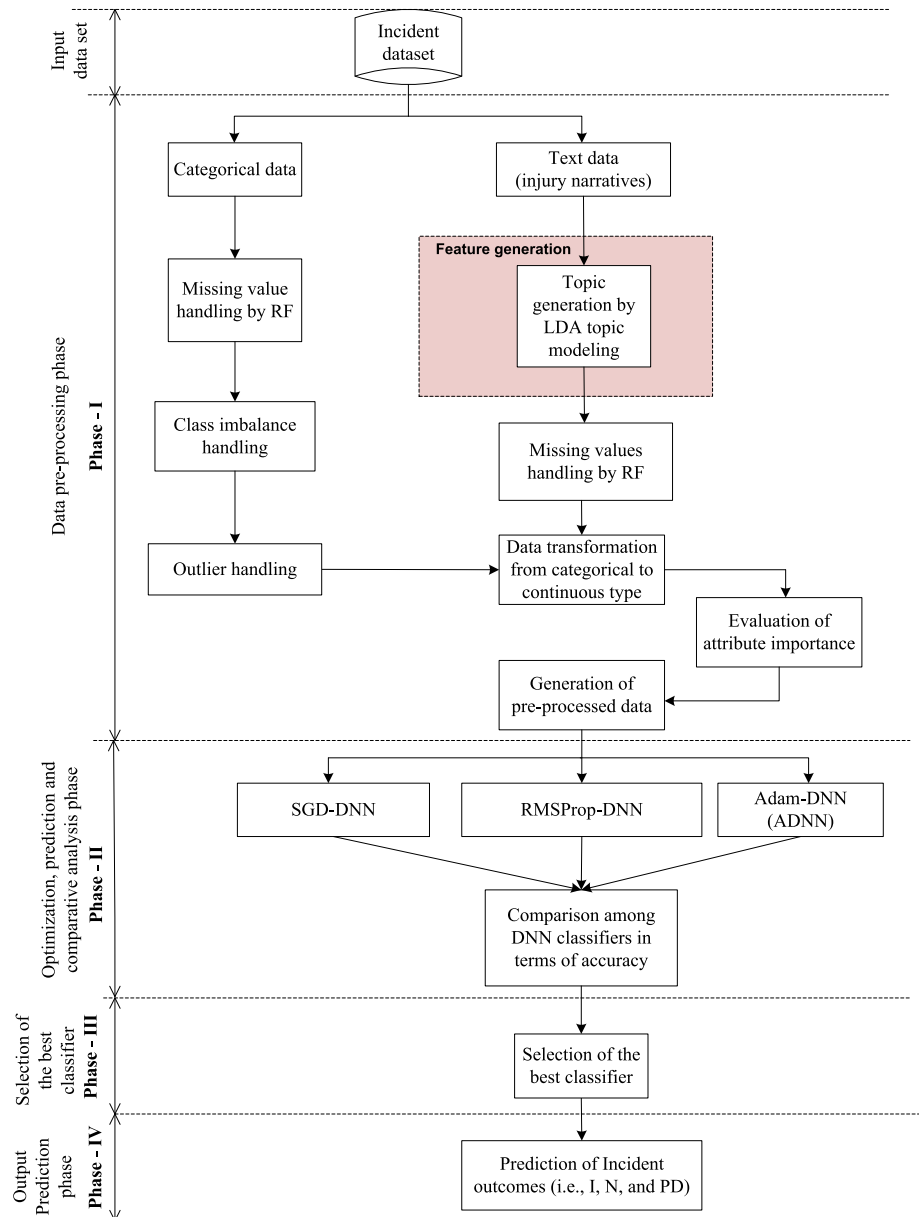 Input
data set
Incident
dataset
Data pre-processing phase
Phase - I
Categorical data
Text data
(injury narratives)
Feature generation
Missing value
handling by RF
Topic
generation by
LDA topic
modeling
Class imbalance
handling
Missing values
handling by RF
Outlier handling
Data transformation
from categorical to
continuous type
Evaluation of
attribute importance
Generation of
pre-processed data
Optimization, prediction and
comparative analysis phase
Phase - II
SGD-DNN
RMSProp-DNN
Adam-DNN
(ADNN)
Comparison among
DNN classifiers in
terms of accuracy
Selection of
the best
classifier
Phase - III
Selection of the
best classifier
Output
Prediction
phase
Phase - IV
Prediction of Incident
outcomes (i.e., I, N, and PD)